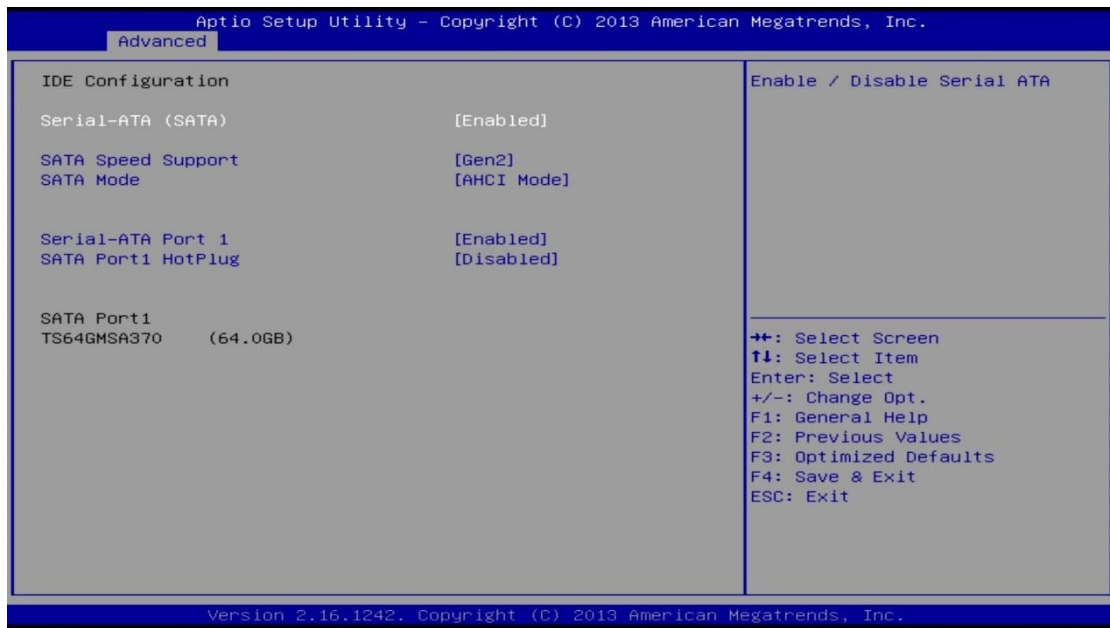 Aptio Setup Utility – Copyright (C) 2013 American Megatrends, Inc.
Advanced
IDE Configuration
Serial-ATA (SATA) [Enabled]
SATA Speed Support [Gen2]
SATA Mode [AHCI Mode]
Serial-ATA Port 1 [Enabled]
SATA Port1 HotPlug [Disabled]
SATA Port1
TS64GMSA370 (64.0GB)
Enable / Disable Serial ATA
→←: Select Screen
↑↓: Select Item
Enter: Select
+/-: Change Opt.
F1: General Help
F2: Previous Values
F3: Optimized Defaults
F4: Save & Exit
ESC: Exit
Version 2.16.1242. Copyright (C) 2013 American Megatrends, Inc.